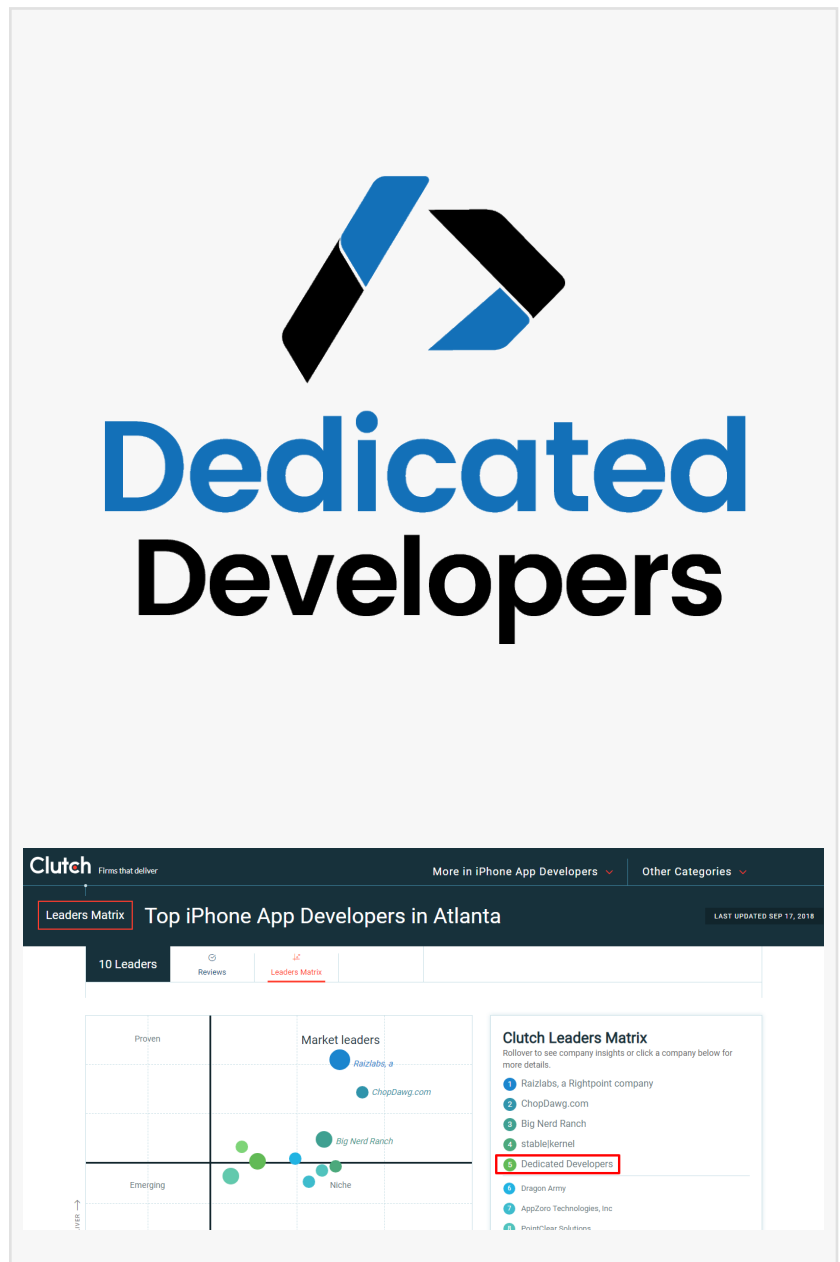 Dedicated
Developers
Clutch Firms that deliver
More in iPhone App Developers
Other Categories
Leaders Matrix
Top iPhone App Developers in Atlanta
LAST UPDATED SEP 17, 2018
10 Leaders
Reviews
Leaders Matrix
Proven
Market leaders
Raizlabs, a
ChopDawg.com
Big Nerd Ranch
Emerging
Niche
Clutch Leaders Matrix
Rollover to see company insights or click a company below for
more details.
1 Raizlabs, a Rightpoint company
2 ChopDawg.com
3 Big Nerd Ranch
4 stable|kernel
5 Dedicated Developers
6 Dragon Army
7 AppZoro Technologies, Inc
8 PointClear Solutions